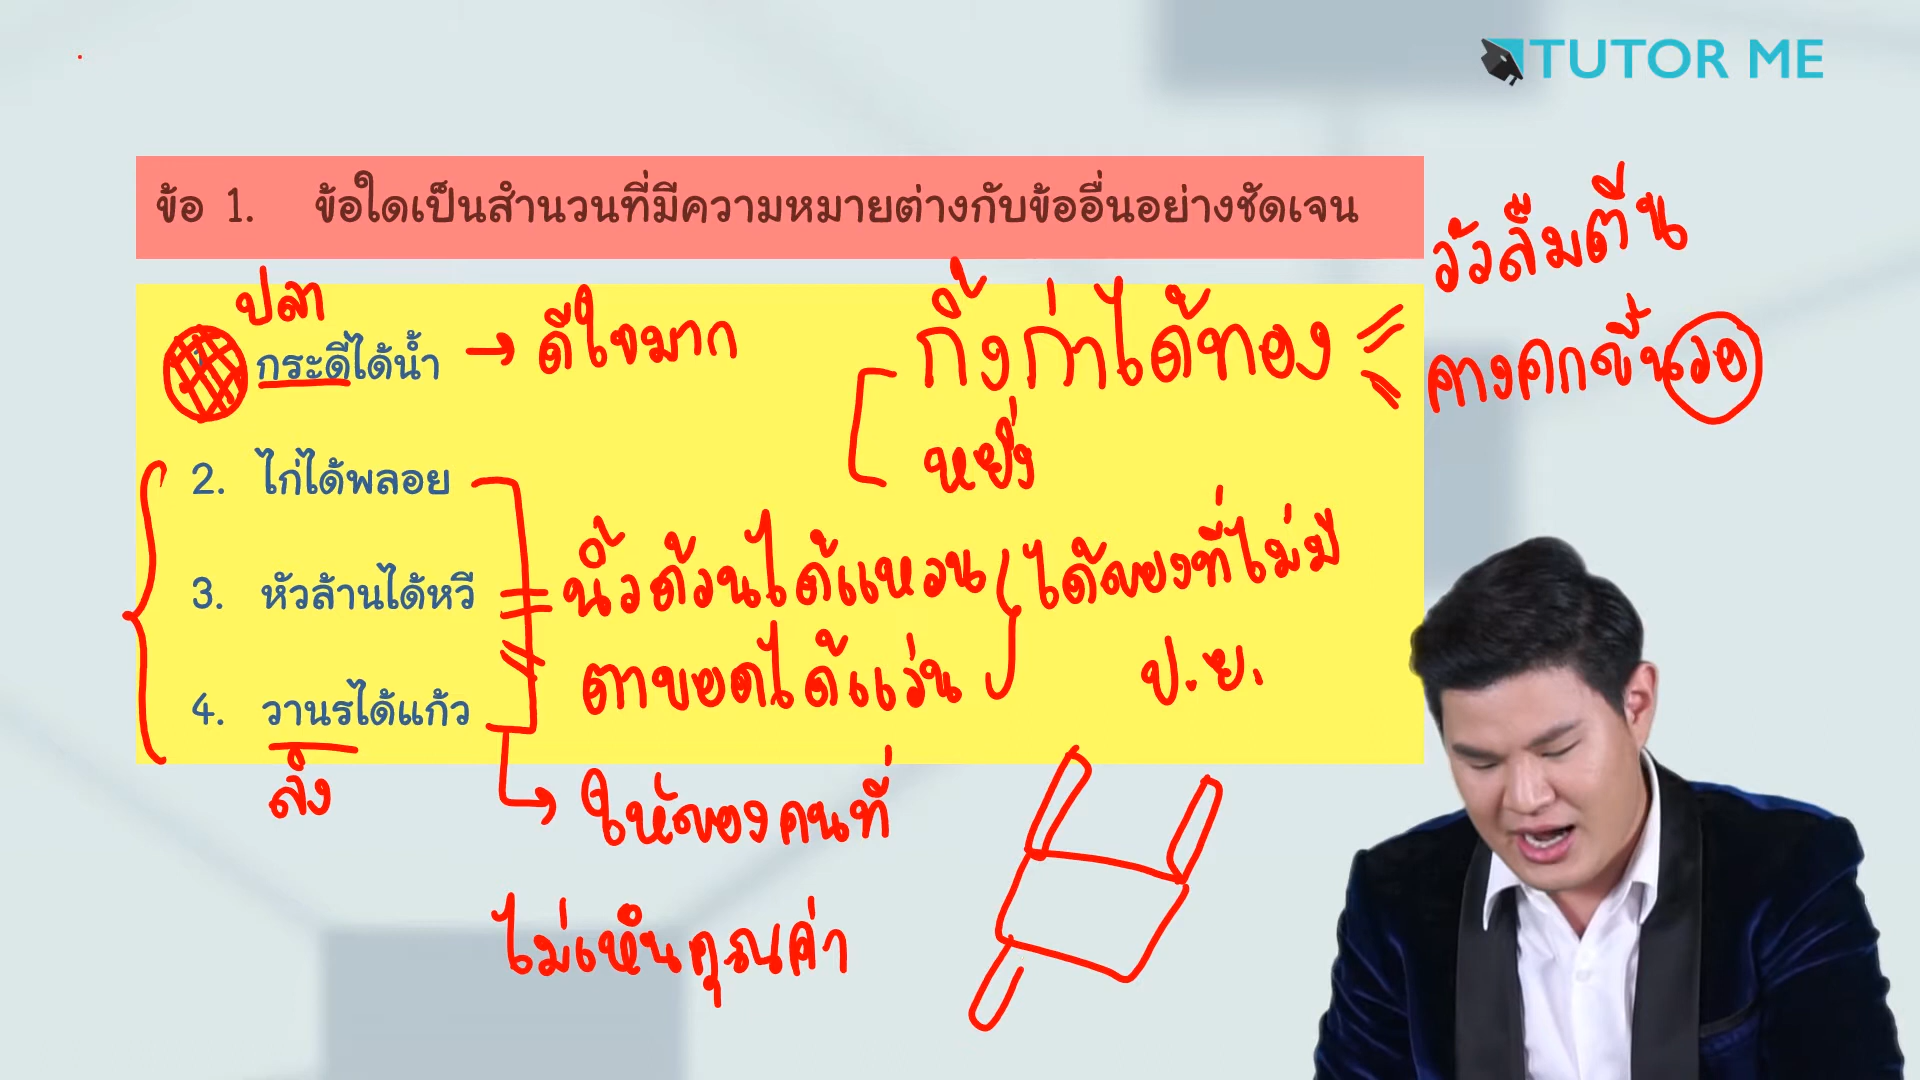 TUTOR ME
ข้อ 1. ข้อใดเป็นสำนวนที่มีความหมายต่างกับข้ออื่นอย่างชัดเจน
วัวลืมตีน
ปลา
กระดี่ได้น้ำ → ดีใจมาก
กิ้งก่าได้ทอง =
คางคกขึ้นวอ
หยิ่ง
2. ไก่ได้พลอย
3. หัวล้านได้หวี
= นิ้วด้วนได้แหวน
ได้ของที่ไม่มี
ป.ย.
= ตาบอดได้แว่น
4. วานรได้แก้ว
ลิง
→ ให้ของคนที่
ไม่เห็นคุณค่า